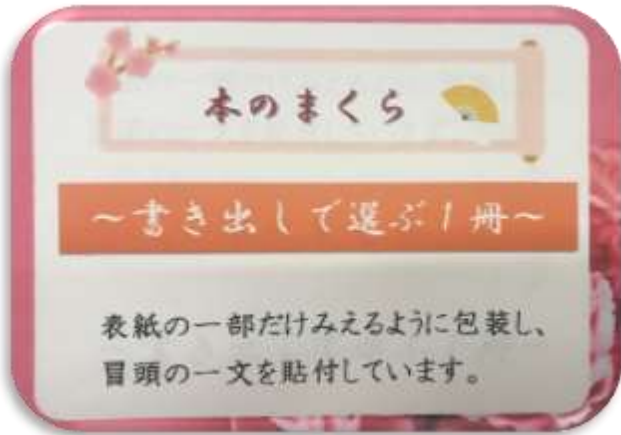 本のまくら
～書き出しで選ぶ1冊～
表紙の一部だけみえるように包装し、
冒頭の一文を貼付しています。